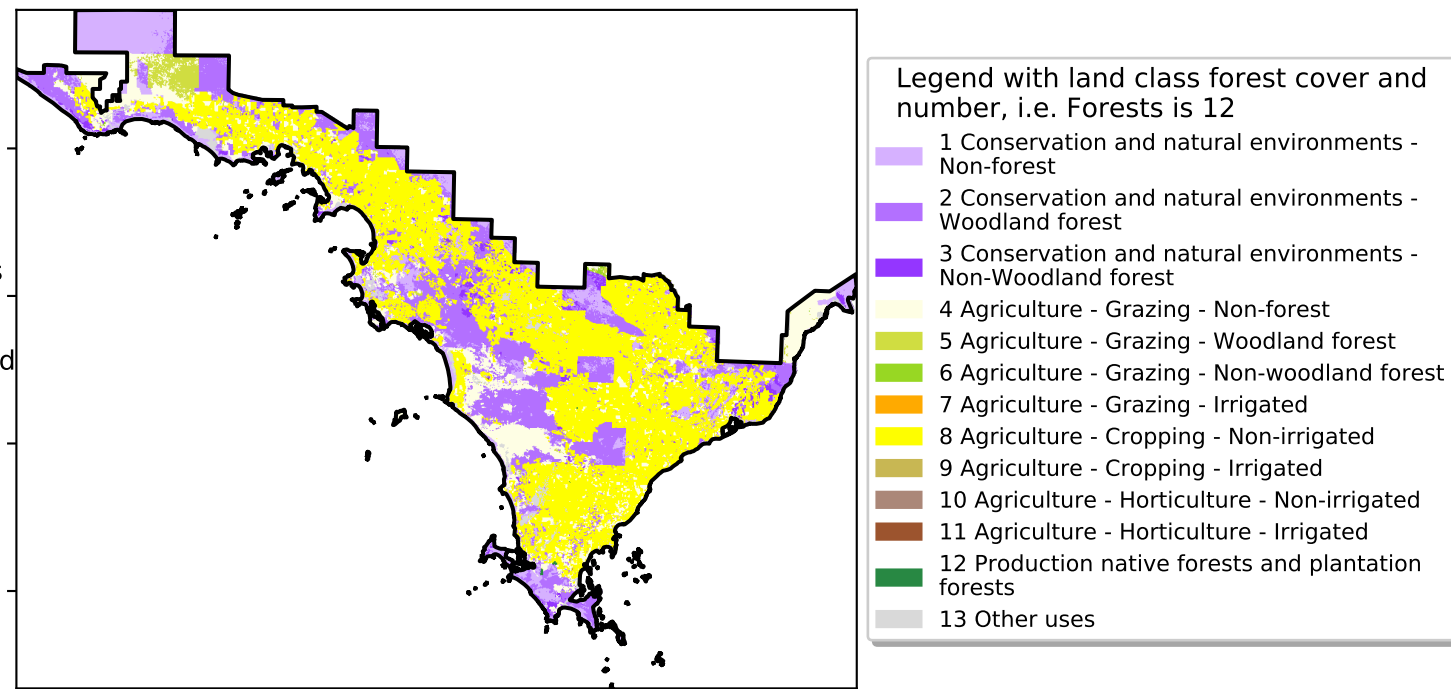 Legend with land class forest cover and
number, i.e. Forests is 12
1 Conservation and natural environments -
Non-forest
2 Conservation and natural environments -
Woodland forest
3 Conservation and natural environments -
Non-Woodland forest
4 Agriculture - Grazing - Non-forest
5 Agriculture - Grazing - Woodland forest
6 Agriculture - Grazing - Non-woodland forest
7 Agriculture - Grazing - Irrigated
8 Agriculture - Cropping - Non-irrigated
9 Agriculture - Cropping - Irrigated
10 Agriculture - Horticulture - Non-irrigated
11 Agriculture - Horticulture - Irrigated
12 Production native forests and plantation
forests
13 Other uses